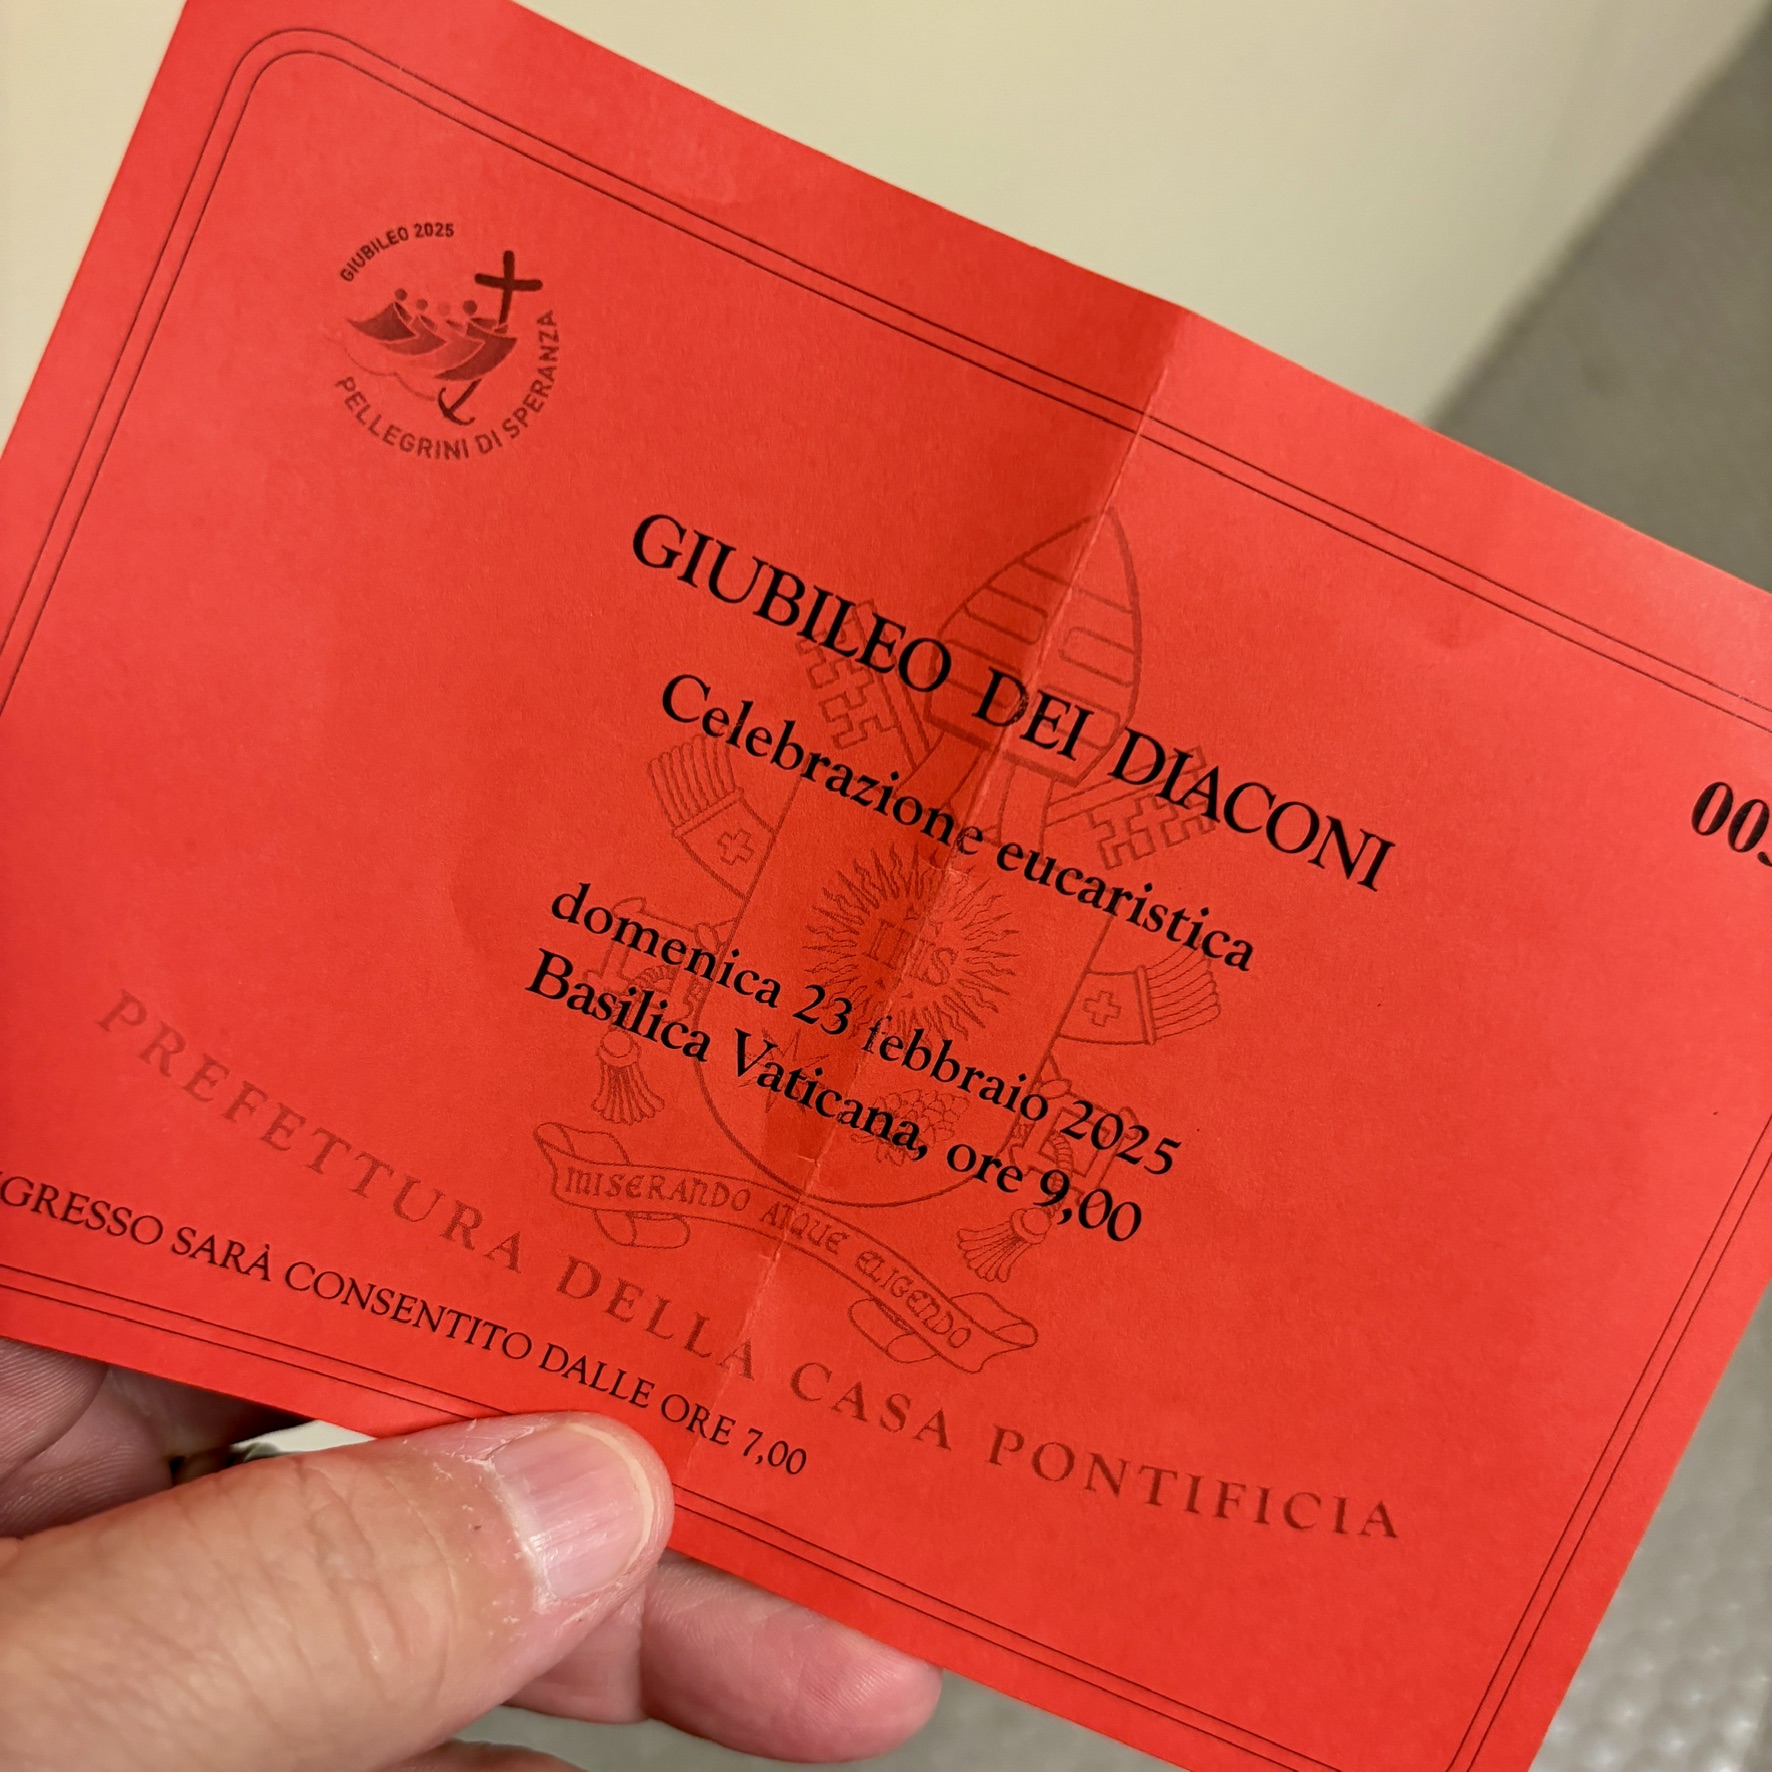 GIUBILEO 2025
PELLEGRINI DI SPERANZA
GIUBILEO DEI DIACONI
Celebrazione eucaristica
domenica 23 febbraio 2025
Basilica Vaticana, ore 9,00
IHS
MISERANDO ATQUE ELIGENDO
PREFETTURA DELLA CASA PONTIFICIA
SARÀ CONSENTITO DALLE ORE 7,00